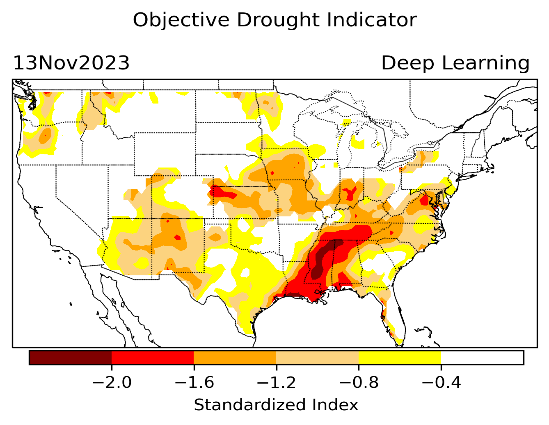 Objective Drought Indicator
13Nov2023 Deep Learning
−2.0 −1.6 −1.2 −0.8 −0.4
Standardized Index